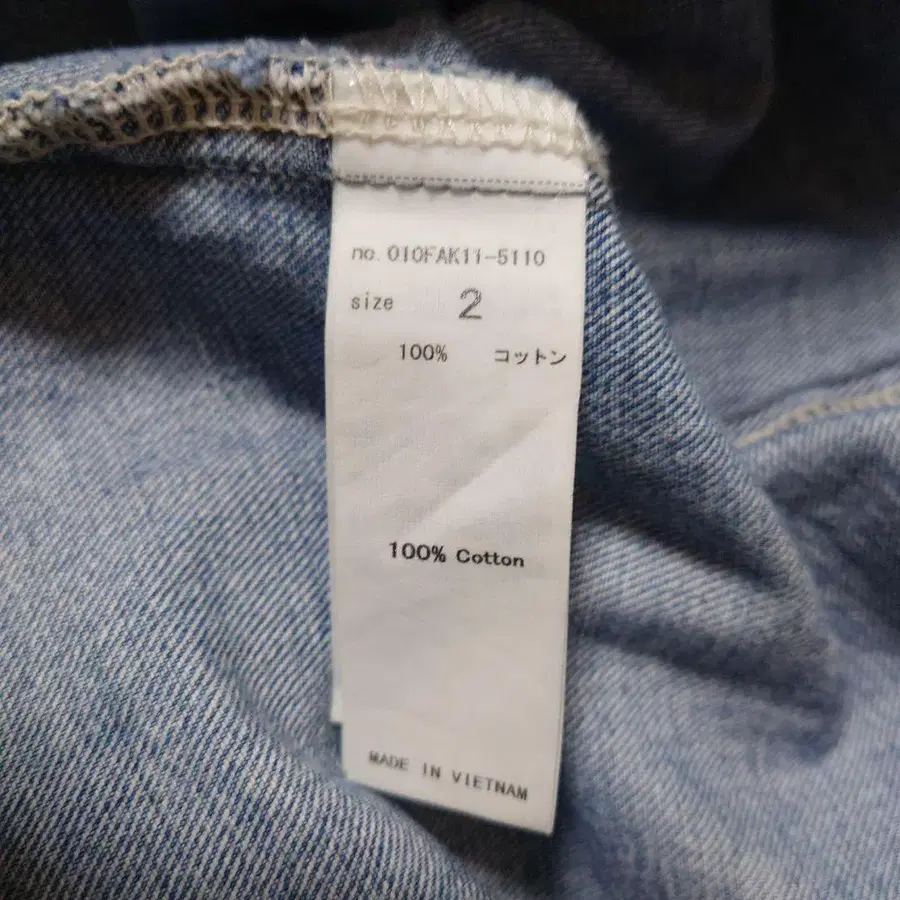 no. 010FAK11-5110
size 2
100% コットン
100% Cotton
MADE IN VIETNAM